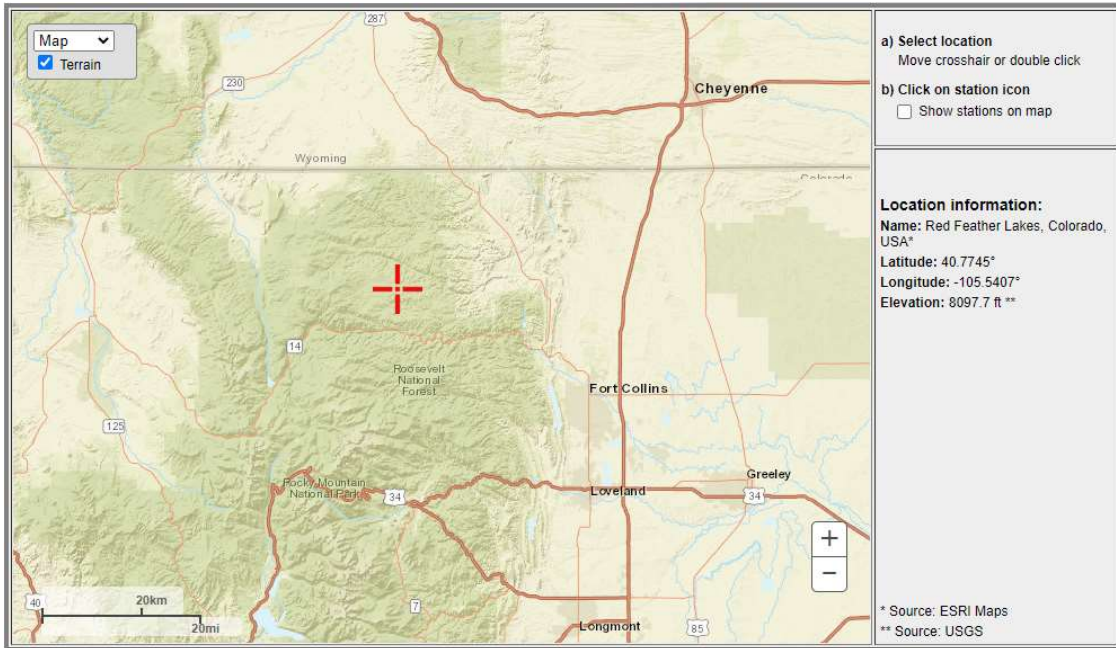 Map
Terrain
287
230
Cheyenne
Wyoming
Colorado
14
Roosevelt
National
Forest
Fort Collins
125
Rocky Mountain
National Park
34
Loveland
Greeley
34
+
−
40
20km
20mi
7
Longmont
85
a) Select location
Move crosshair or double click
b) Click on station icon
Show stations on map
Location information:
Name: Red Feather Lakes, Colorado,
USA*
Latitude: 40.7745°
Longitude: -105.5407°
Elevation: 8097.7 ft **
* Source: ESRI Maps
** Source: USGS